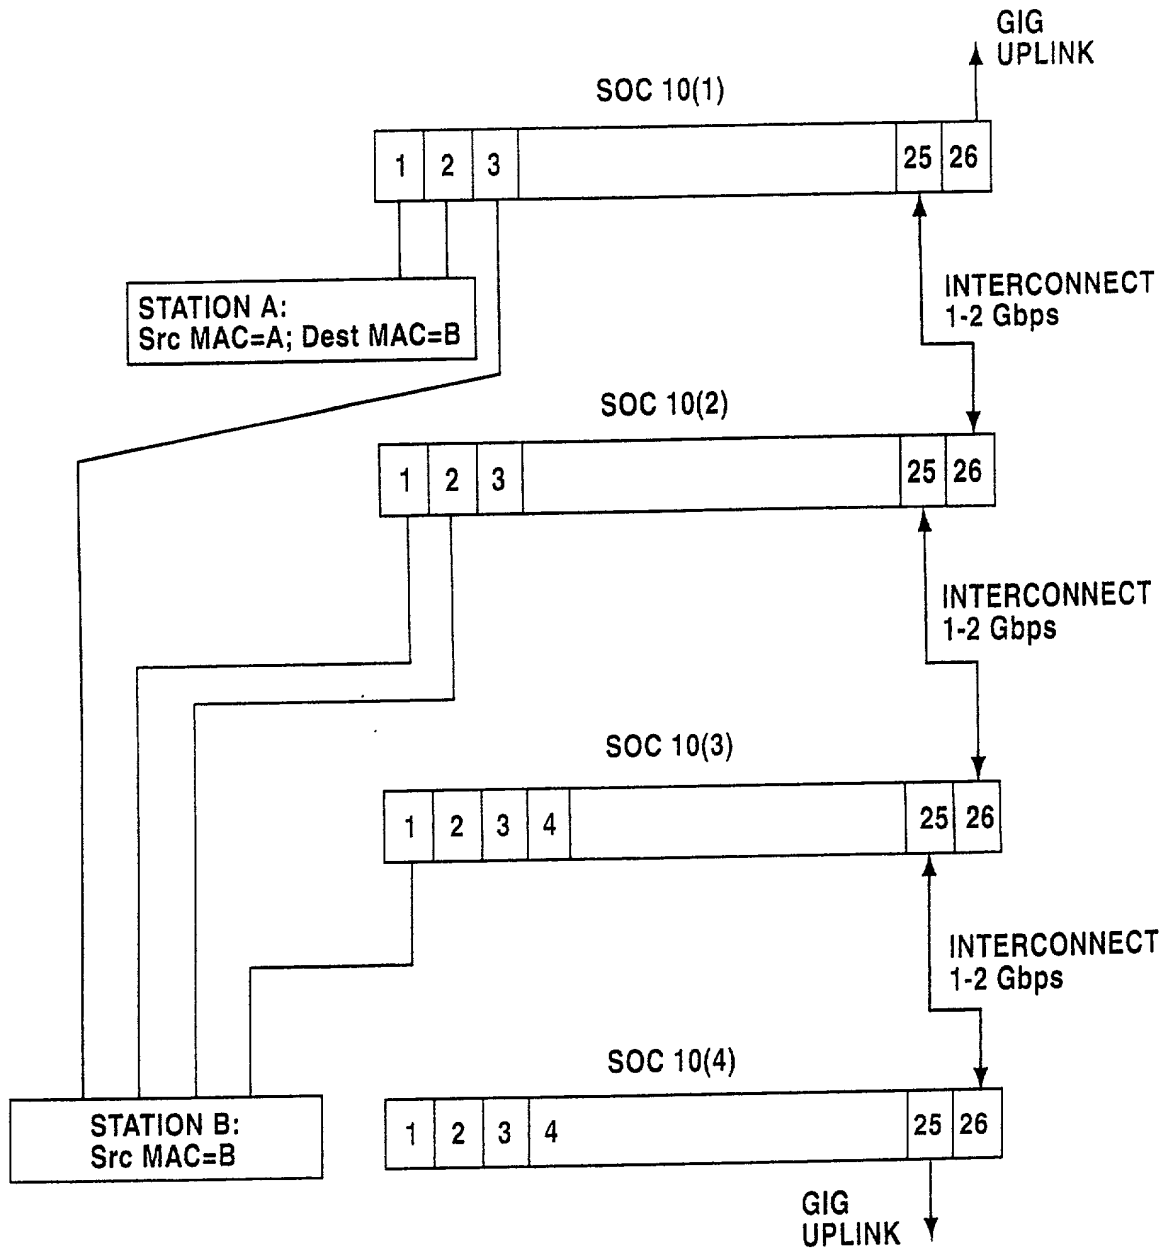 GIG
UPLINK
SOC 10(1)
1 2 3 25 26
INTERCONNECT
1-2 Gbps
STATION A:
Src MAC=A; Dest MAC=B
SOC 10(2)
1 2 3 25 26
INTERCONNECT
1-2 Gbps
SOC 10(3)
1 2 3 4 25 26
INTERCONNECT
1-2 Gbps
SOC 10(4)
1 2 3 4 25 26
STATION B:
Src MAC=B
GIG
UPLINK